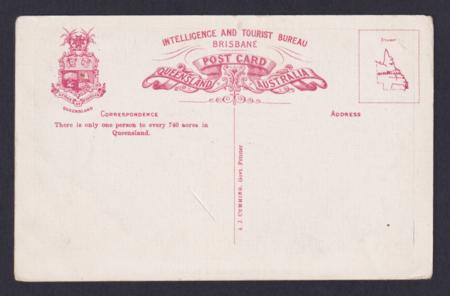 INTELLIGENCE AND TOURIST BUREAU
BRISBANE
POST CARD
QUEENSLAND AUSTRALIA
QUEENSLAND
CORRESPONDENCE
ADDRESS
There is only one person to every 740 acres in
Queensland.
A. J. CUMMING, Govt. Printer